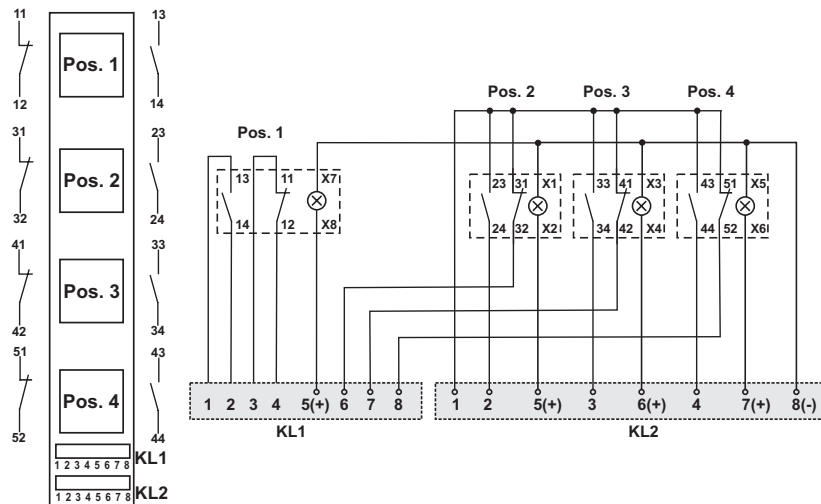 11 13
Pos. 1
12 14
31 23
Pos. 2
32 24
41 33
Pos. 3
42 34
51 43
Pos. 4
52 44
KL1
1 2 3 4 5 6 7 8
KL2
1 2 3 4 5 6 7 8
Pos. 2 Pos. 3 Pos. 4
Pos. 1
13 11 X7
14 12 X8
23 31 X1 33 41 X3 43 51 X5
24 32 X2 34 42 X4 44 52 X6
1 2 3 4 5(+) 6 7 8
KL1
1 2 5(+) 3 6(+) 4 7(+) 8(-)
KL2